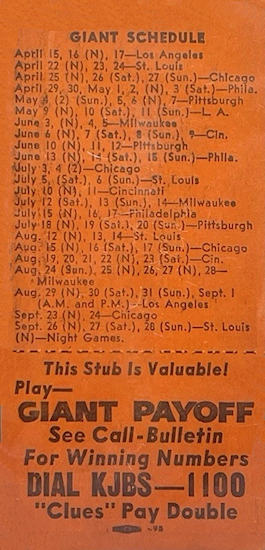 GIANT SCHEDULE
April 15, 16 (N), 17—Los Angeles
April 22 (N), 23, 24—St. Louis
April 25 (N), 26 (Sat.), 27 (Sun.)—Chicago
April 29, 30, May 1, 2, (N), 3 (Sat.)—Phila.
May 4 (2) (Sun.), 5, 6 (N), 7—Pittsburgh
May 9 (N), 10 (Sat.), 11 (Sun.)—L. A.
June 3, (N), 4, 5—Milwaukee
June 6 (N), 7 (Sat.), 8 (Sun.), 9—Cin.
June 10 (N), 11, 12—Pittsburgh
June 13 (N), 14 (Sat.), 15 (Sun.)—Phila.
July 3, 4 (2)—Chicago
July 5, (Sat.), 6 (Sun.)—St. Louis
July 10 (N), 11—Cincinnati
July 12 (Sat.), 13 (Sun.), 14—Milwaukee
July 15 (N), 16, 17—Philadelphia
July 18 (N), 19 (Sat.), 20 (Sun.)—Pittsburgh
Aug. 12 (N), 13, 14—St. Louis
Aug. 15 (N), 16 (Sat.), 17 (Sun.)—Chicago
Aug. 19, 20, 21, 22 (N), 23 (Sat.)—Cin.
Aug. 24 (Sun.), 25 (N), 26, 27 (N), 28—
Milwaukee
Aug. 29 (N), 30 (Sat.), 31 (Sun.), Sept. 1
(A.M. and P.M.)—Los Angeles
Sept. 23 (N), 24—Chicago
Sept. 26 (N), 27 (Sat.), 28 (Sun.)—St. Louis
(N)—Night Games.
This Stub Is Valuable!
Play—
GIANT PAYOFF
See Call-Bulletin
For Winning Numbers
DIAL KJBS—1100
"Clues" Pay Double